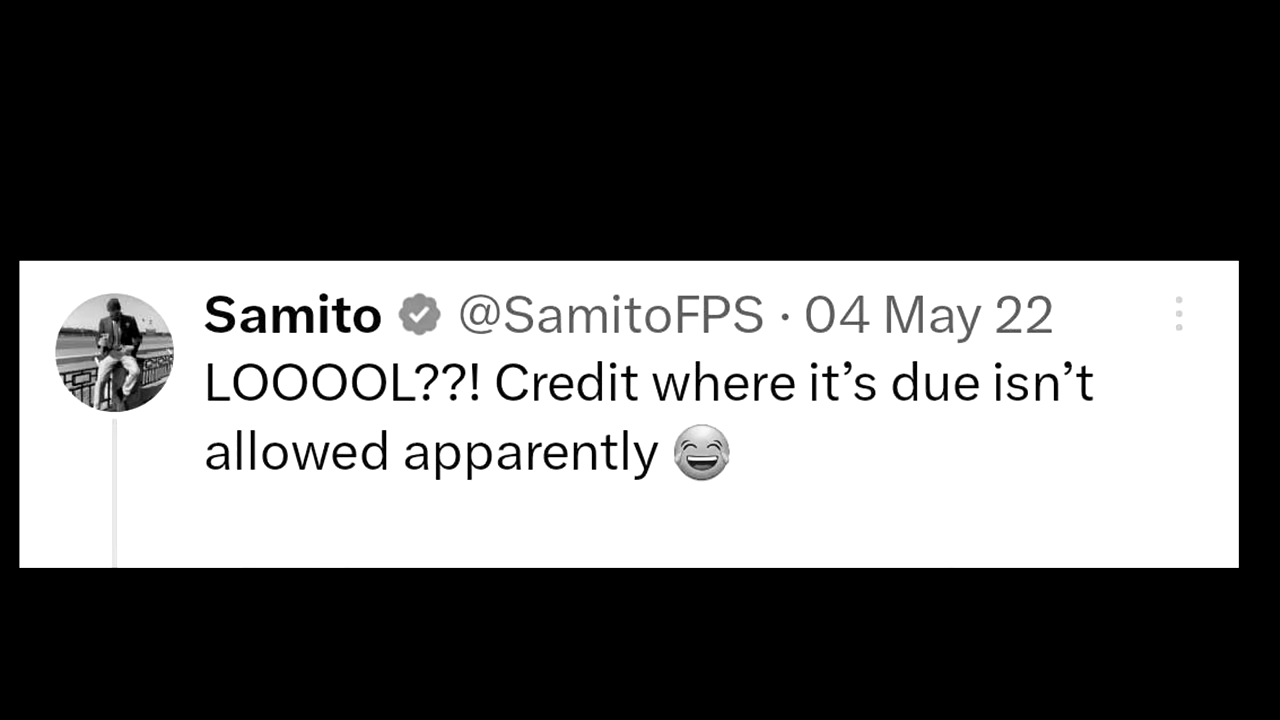 Samito @SamitoFPS · 04 May 22
LOOOOL??! Credit where it’s due isn’t
allowed apparently 😂